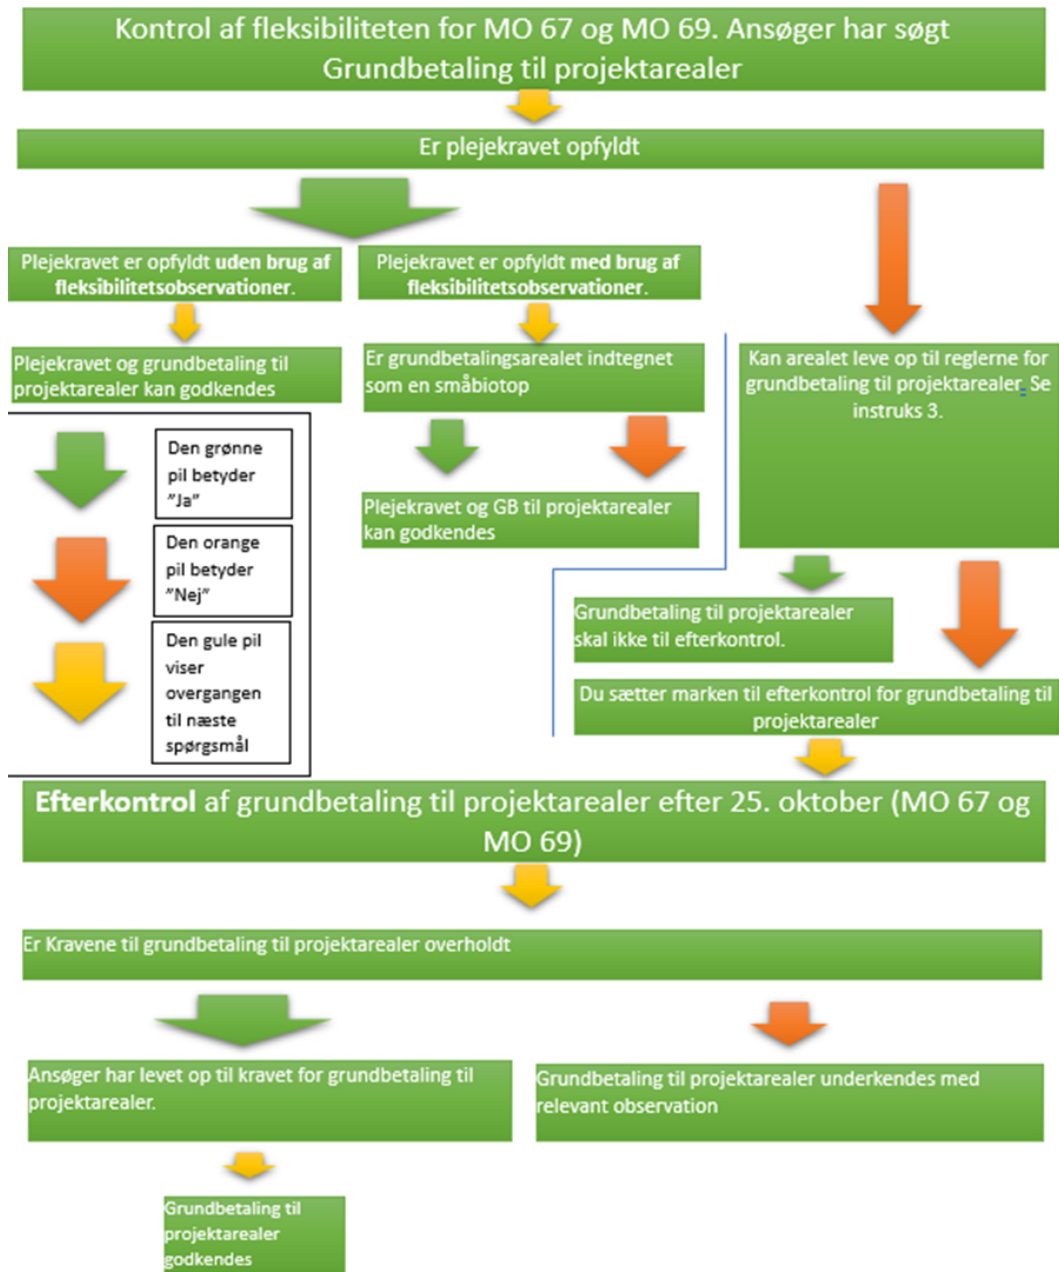 Kontrol af fleksibiliteten for MO 67 og MO 69. Ansøger har søgt
Grundbetaling til projektarealer
Er plejekravet opfyldt
Plejekravet er opfyldt uden brug af
fleksibilitetsobservationer.
Plejekravet er opfyldt med brug af
fleksibilitetsobservationer.
Plejekravet og grundbetaling til
projektarealer kan godkendes
Er grundbetalingsarealet indtegnet
som en småbiotop
Kan arealet leve op til reglerne for
grundbetaling til projektarealer. Se
instruks 3.
Den grønne
pil betyder
"Ja"
Den orange
pil betyder
"Nej"
Den gule pil
viser
overgangen
til næste
spørgsmål
Plejekravet og GB til projektarealer
kan godkendes
Grundbetaling til projektarealer
skal ikke til efterkontrol.
Du sætter marken til efterkontrol for grundbetaling til
projektarealer
Efterkontrol af grundbetaling til projektarealer efter 25. oktober (MO 67 og
MO 69)
Er Kravene til grundbetaling til projektarealer overholdt
Ansøger har levet op til kravet for grundbetaling til
projektarealer.
Grundbetaling til projektarealer underkendes med
relevant observation
Grundbetaling til
projektarealer
godkendes